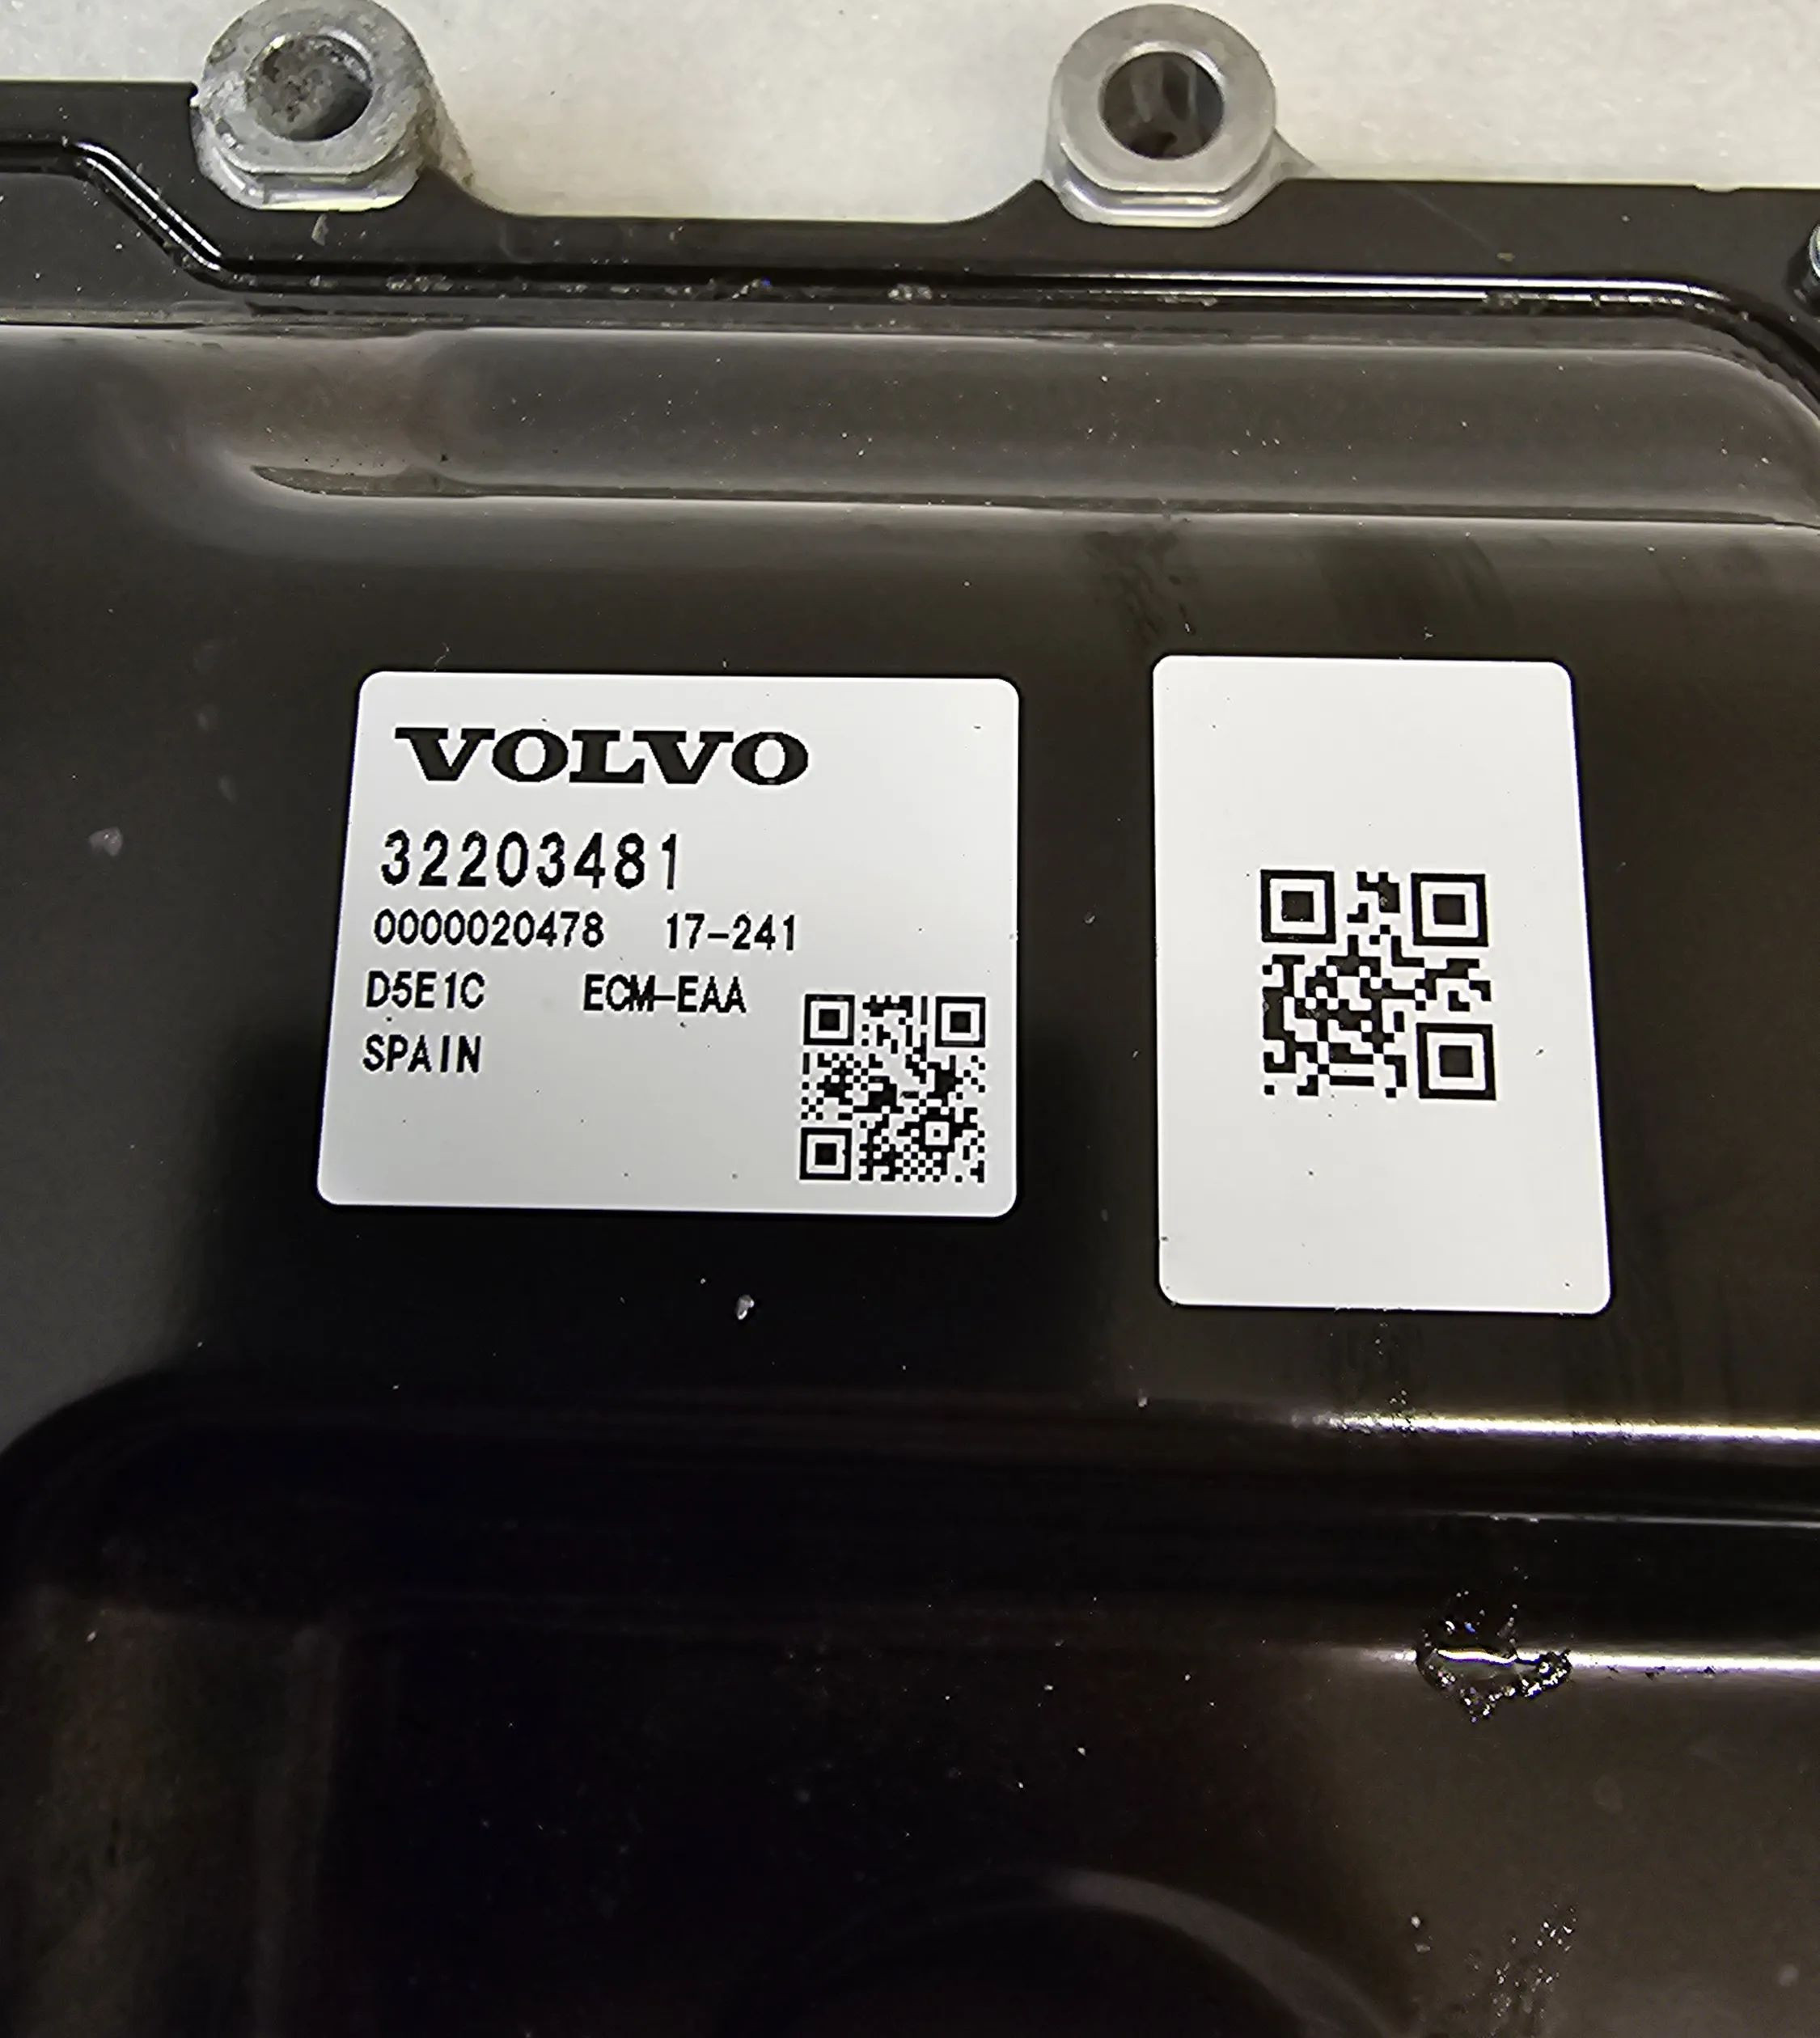 VOLVO
32203481
0000020478 17-241
D5E1C ECM-EAA
SPAIN